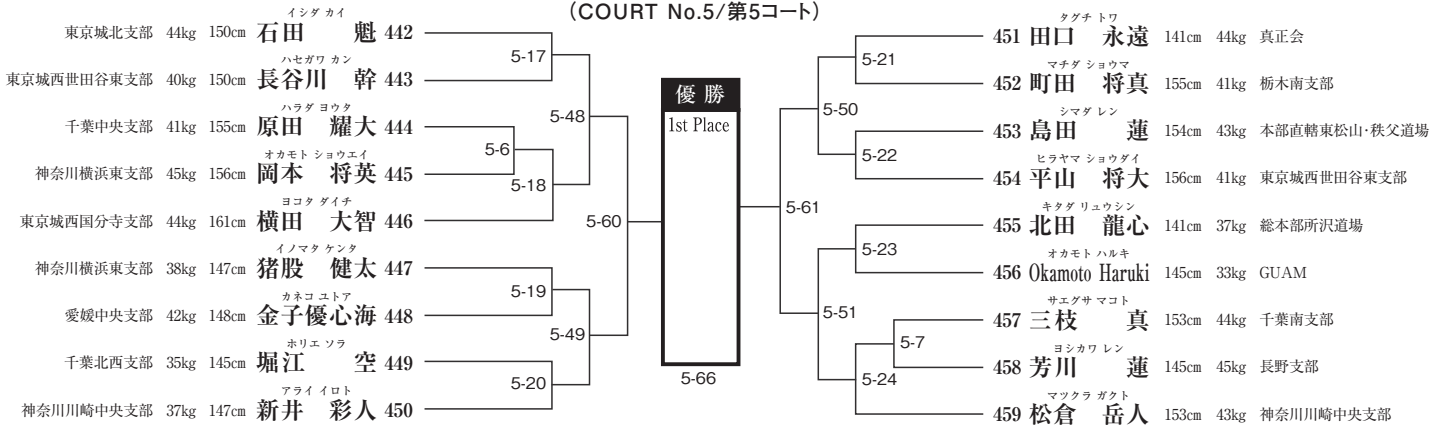 (COURT No.5/第5コート)
イシダ カイ
東京城北支部 44kg 150cm 石田 魁 442
5-17
ハセガワ カン
東京城西世田谷東支部 40kg 150cm 長谷川 幹 443
5-48
ハラダ ヨウタ
千葉中央支部 41kg 155cm 原田 耀大 444
5-6
オカモト ショウエイ
神奈川横浜東支部 45kg 156cm 岡本 将英 445
5-18
ヨコタ ダイチ
東京城西国分寺支部 44kg 161cm 横田 大智 446
5-60
イノマタ ケンタ
神奈川横浜東支部 38kg 147cm 猪股 健太 447
5-19
カネコ ユトア
愛媛中央支部 42kg 148cm 金子優心海 448
5-49
ホリエ ソラ
千葉北西支部 35kg 145cm 堀江 空 449
5-20
アライ イロト
神奈川川崎中央支部 37kg 147cm 新井 彩人 450
優勝
1st Place
5-66
タグチ トワ
451 田口 永遠 141cm 44kg 真正会
5-21
マチダ ショウマ
452 町田 将真 155cm 41kg 栃木南支部
5-50
シマダ レン
453 島田 蓮 154cm 43kg 本部直轄東松山・秩父道場
5-22
ヒラヤマ ショウダイ
454 平山 将大 156cm 41kg 東京城西世田谷東支部
5-61
キタダ リュウシン
455 北田 龍心 141cm 37kg 総本部所沢道場
5-23
オカモト ハルキ
456 Okamoto Haruki 145cm 33kg GUAM
5-51
サエグサ マコト
457 三枝 真 153cm 44kg 千葉南支部
5-7
ヨシカワ レン
458 芳川 蓮 145cm 45kg 長野支部
5-24
マツクラ ガクト
459 松倉 岳人 153cm 43kg 神奈川川崎中央支部